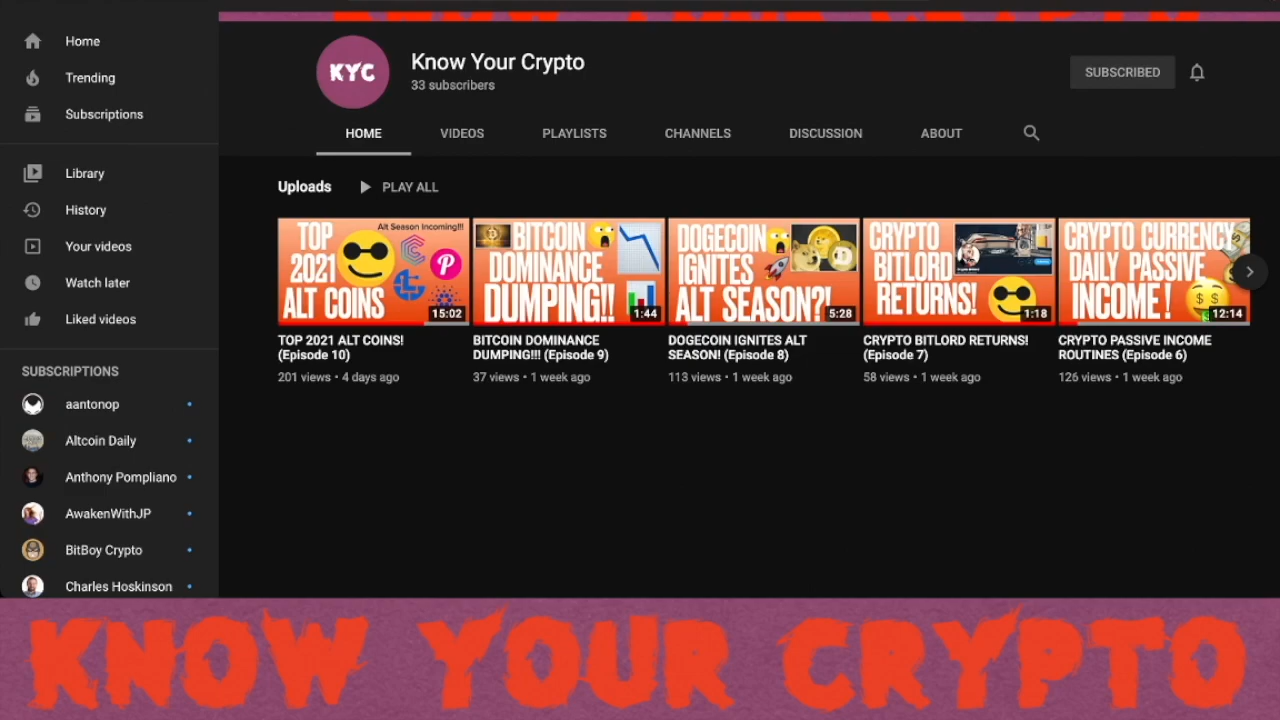 Home
Trending
Subscriptions
Library
History
Your videos
Watch later
Liked videos
SUBSCRIPTIONS
aantonop
Altcoin Daily
Anthony Pompliano
AwakenWithJP
BitBoy Crypto
Charles Hoskinson
KYC
Know Your Crypto
33 subscribers
SUBSCRIBED
HOME VIDEOS PLAYLISTS CHANNELS DISCUSSION ABOUT
Uploads PLAY ALL
Alt Season Incoming!!!
TOP
2021
ALT COINS
15:02
TOP 2021 ALT COINS!
(Episode 10)
201 views • 4 days ago
BITCOIN
DOMINANCE
DUMPING!!
1:44
BITCOIN DOMINANCE
DUMPING!!! (Episode 9)
37 views • 1 week ago
DOGECOIN
IGNITES
ALT SEASON?!
5:28
DOGECOIN IGNITES ALT
SEASON! (Episode 8)
113 views • 1 week ago
CRYPTO
BITLORD
RETURNS!
1:18
CRYPTO BITLORD RETURNS!
(Episode 7)
58 views • 1 week ago
CRYPTO CURRENCY
DAILY PASSIVE
INCOME!
12:14
CRYPTO PASSIVE INCOME
ROUTINES (Episode 6)
126 views • 1 week ago
KNOW YOUR CRYPTO